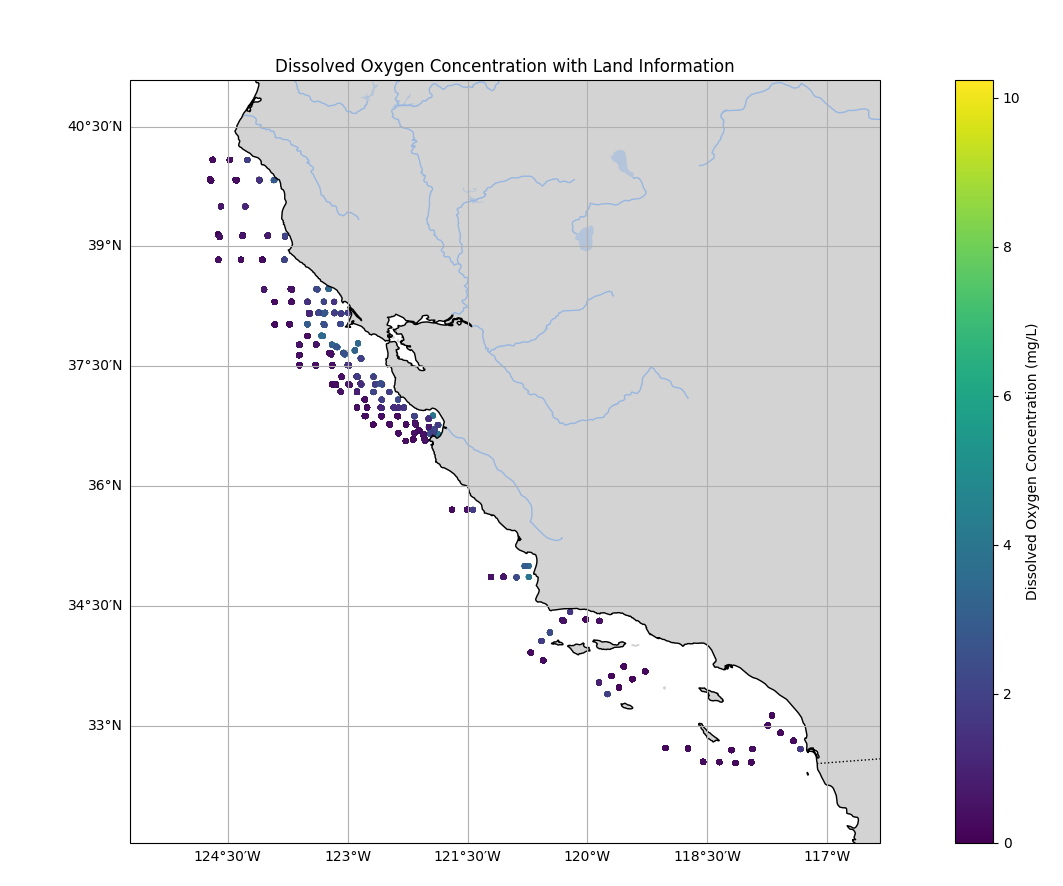 Dissolved Oxygen Concentration with Land Information
40°30′N
39°N
37°30′N
36°N
34°30′N
33°N
124°30′W 123°W 121°30′W 120°W 118°30′W 117°W
10
8
6
4
2
0
Dissolved Oxygen Concentration (mg/L)